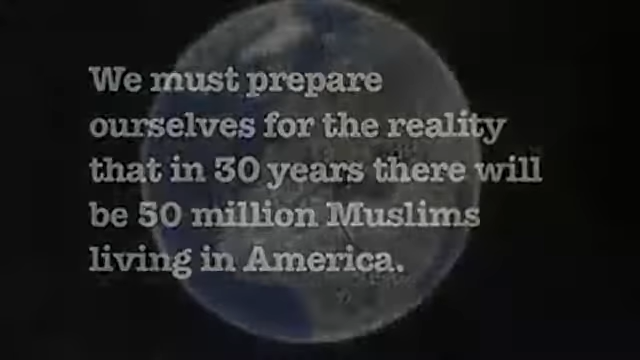 We must prepare
ourselves for the reality
that in 30 years there will
be 50 million Muslims
living in America.